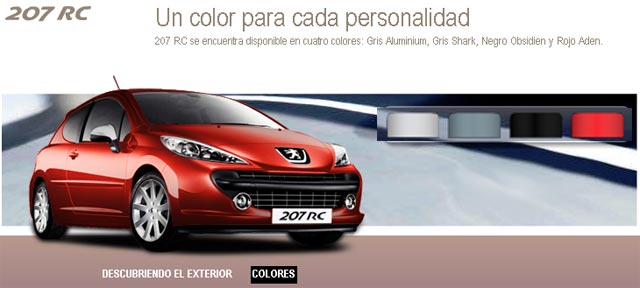 207 RC
Un color para cada personalidad
207 RC se encuentra disponible en cuatro colores: Gris Aluminium, Gris Shark, Negro Obsidien y Rojo Aden.
207 RC
DESCUBRIENDO EL EXTERIOR COLORES